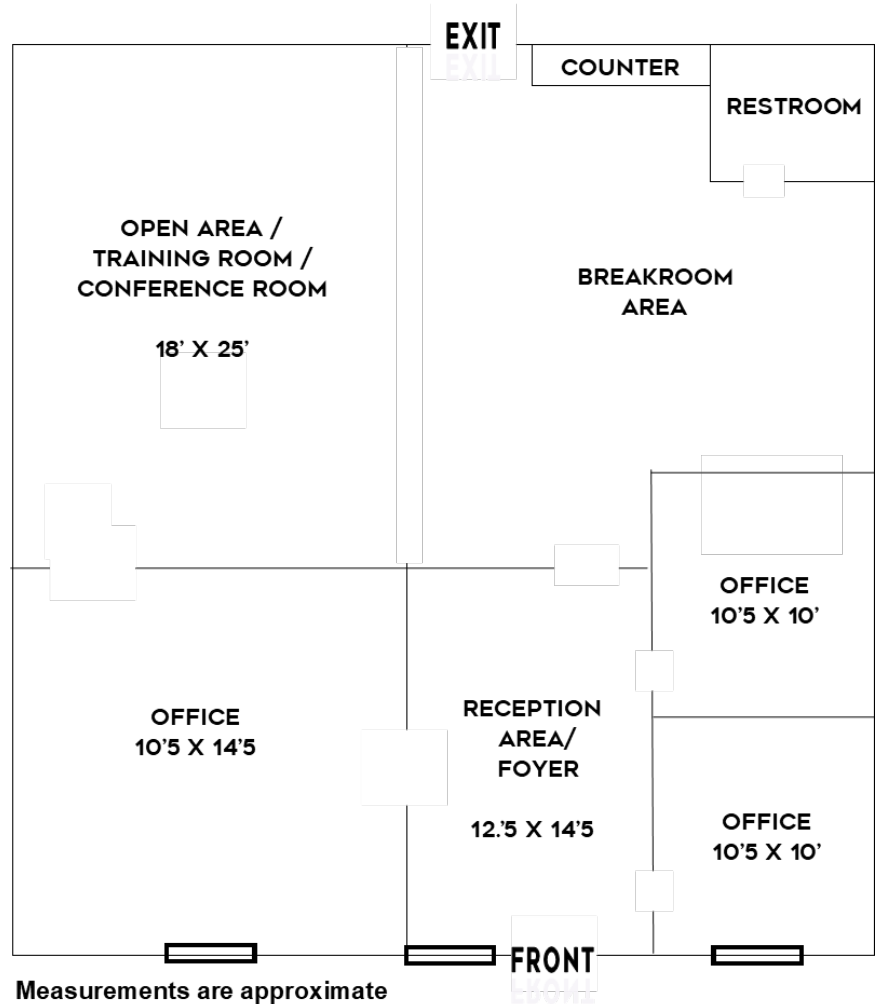 EXIT
COUNTER
RESTROOM
OPEN AREA /
TRAINING ROOM /
CONFERENCE ROOM
18' X 25'
BREAKROOM
AREA
OFFICE
10'5 X 10'
OFFICE
10'5 X 14'5
RECEPTION
AREA/
FOYER
12.'5 X 14'5
OFFICE
10'5 X 10'
FRONT
Measurements are approximate